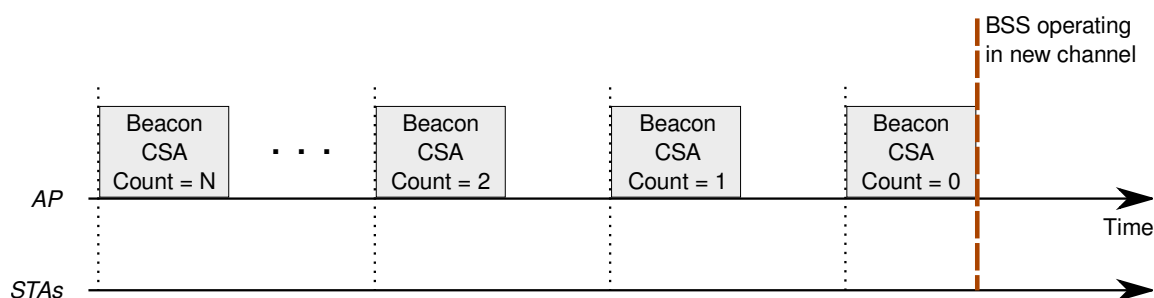 BSS operating
in new channel
Beacon
CSA
Count = N
. . .
Beacon
CSA
Count = 2
Beacon
CSA
Count = 1
Beacon
CSA
Count = 0
AP
Time
STAs